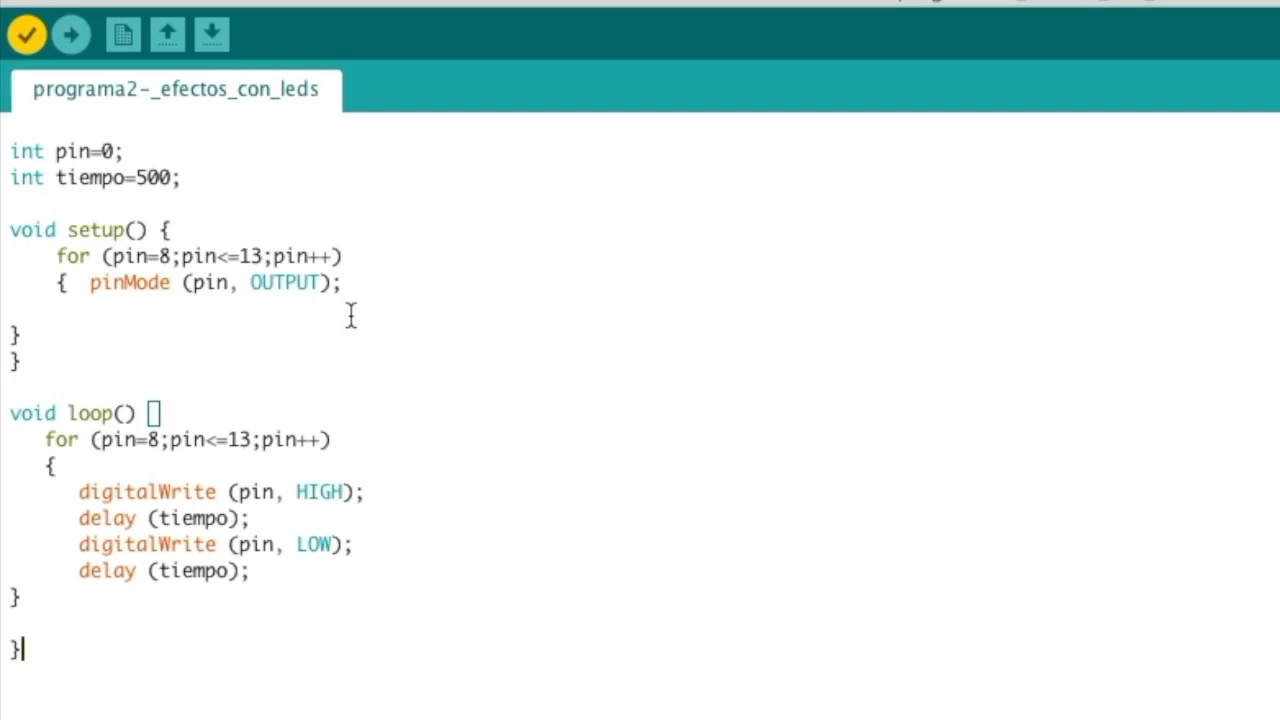 programa2-_efectos_con_leds
int pin=0;
int tiempo=500;
void setup() {
for (pin=8;pin<=13;pin++)
{ pinMode (pin, OUTPUT);
}
}
void loop() {
for (pin=8;pin<=13;pin++)
{
digitalWrite (pin, HIGH);
delay (tiempo);
digitalWrite (pin, LOW);
delay (tiempo);
}
}